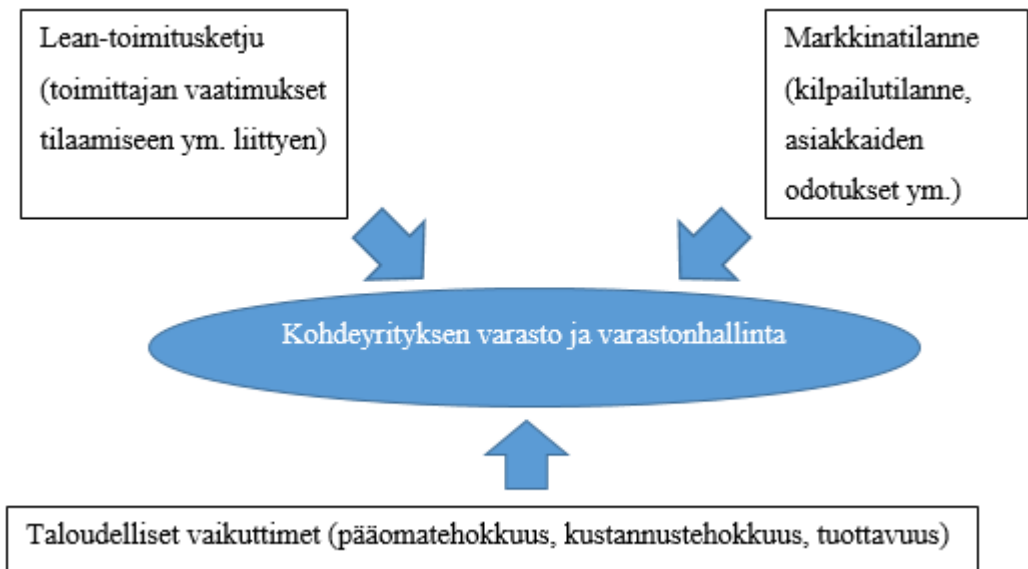 Lean-toimitusketju
(toimittajan vaatimukset
tilaamiseen ym. liittyen)
Markkinatilanne
(kilpailutilanne,
asiakkaiden
odotukset ym.)
Kohdeyrityksen varasto ja varastonhallinta
Taloudelliset vaikuttimet (pääomatehokkuus, kustannustehokkuus, tuottavuus)